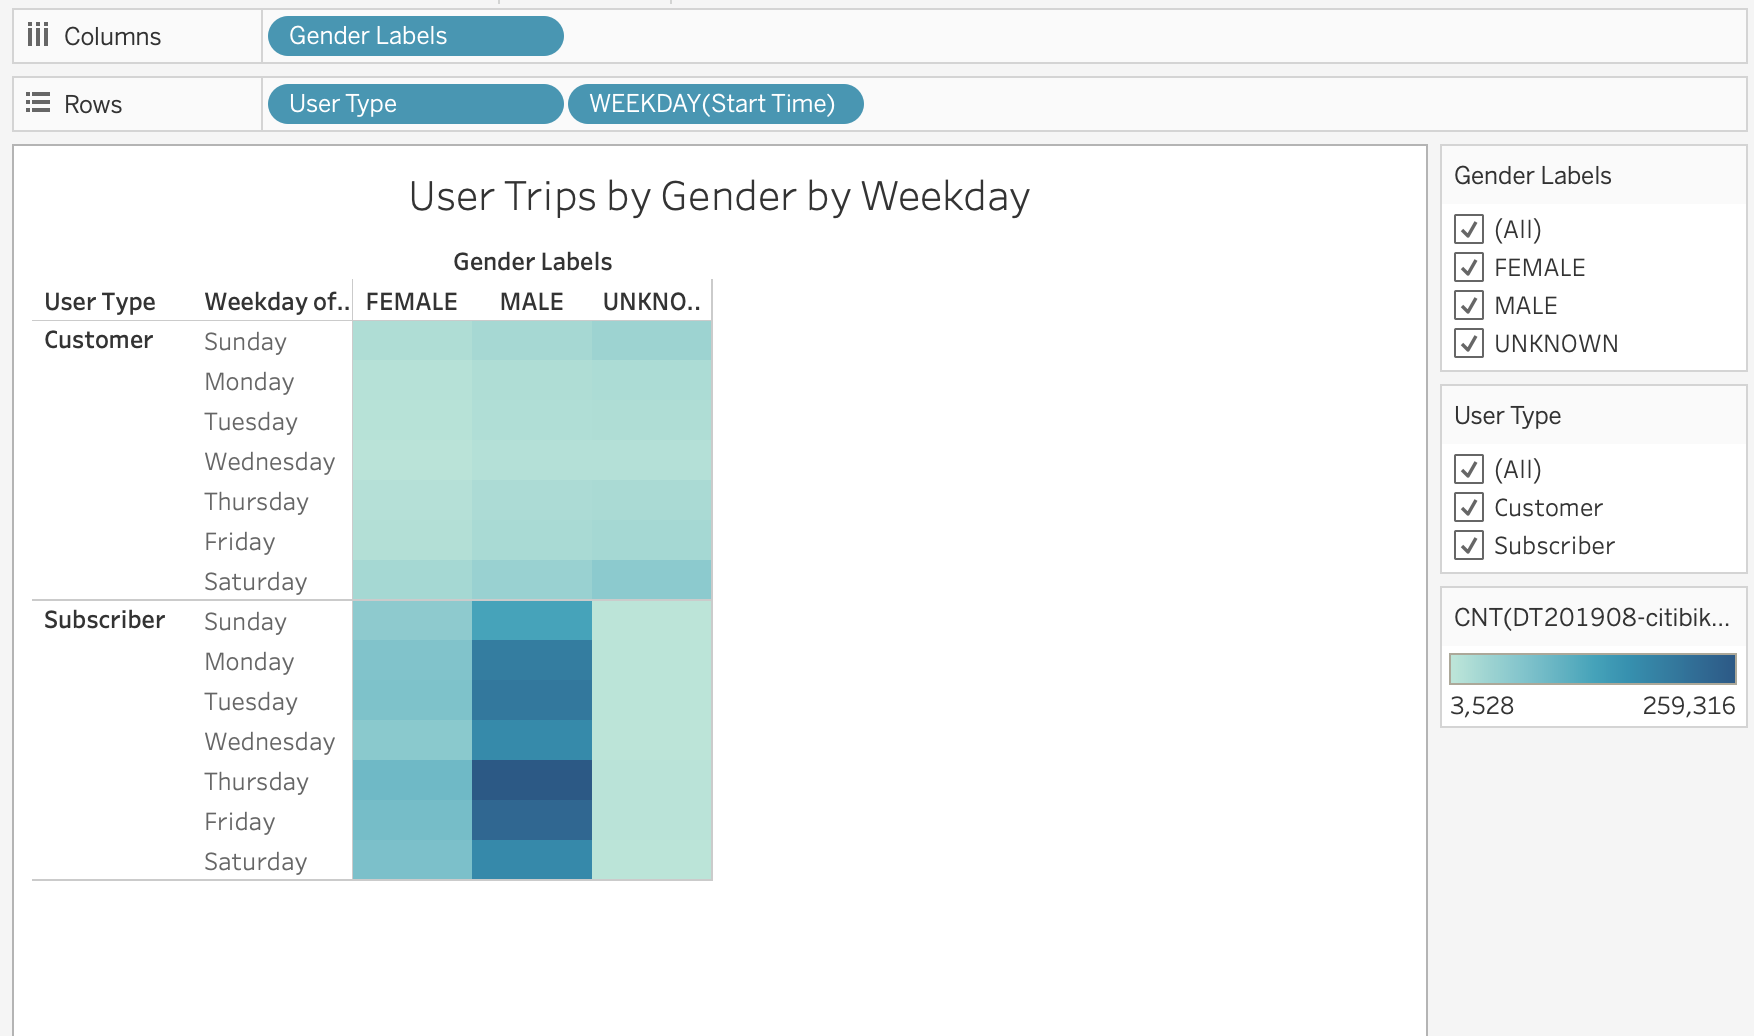 Columns Gender Labels
Rows User Type WEEKDAY(Start Time)
User Trips by Gender by Weekday
Gender Labels
User Type Weekday of.. FEMALE MALE UNKNO..
Customer Sunday
Monday
Tuesday
Wednesday
Thursday
Friday
Saturday
Subscriber Sunday
Monday
Tuesday
Wednesday
Thursday
Friday
Saturday
Gender Labels
(All)
FEMALE
MALE
UNKNOWN
User Type
(All)
Customer
Subscriber
CNT(DT201908-citibik...
3,528 259,316